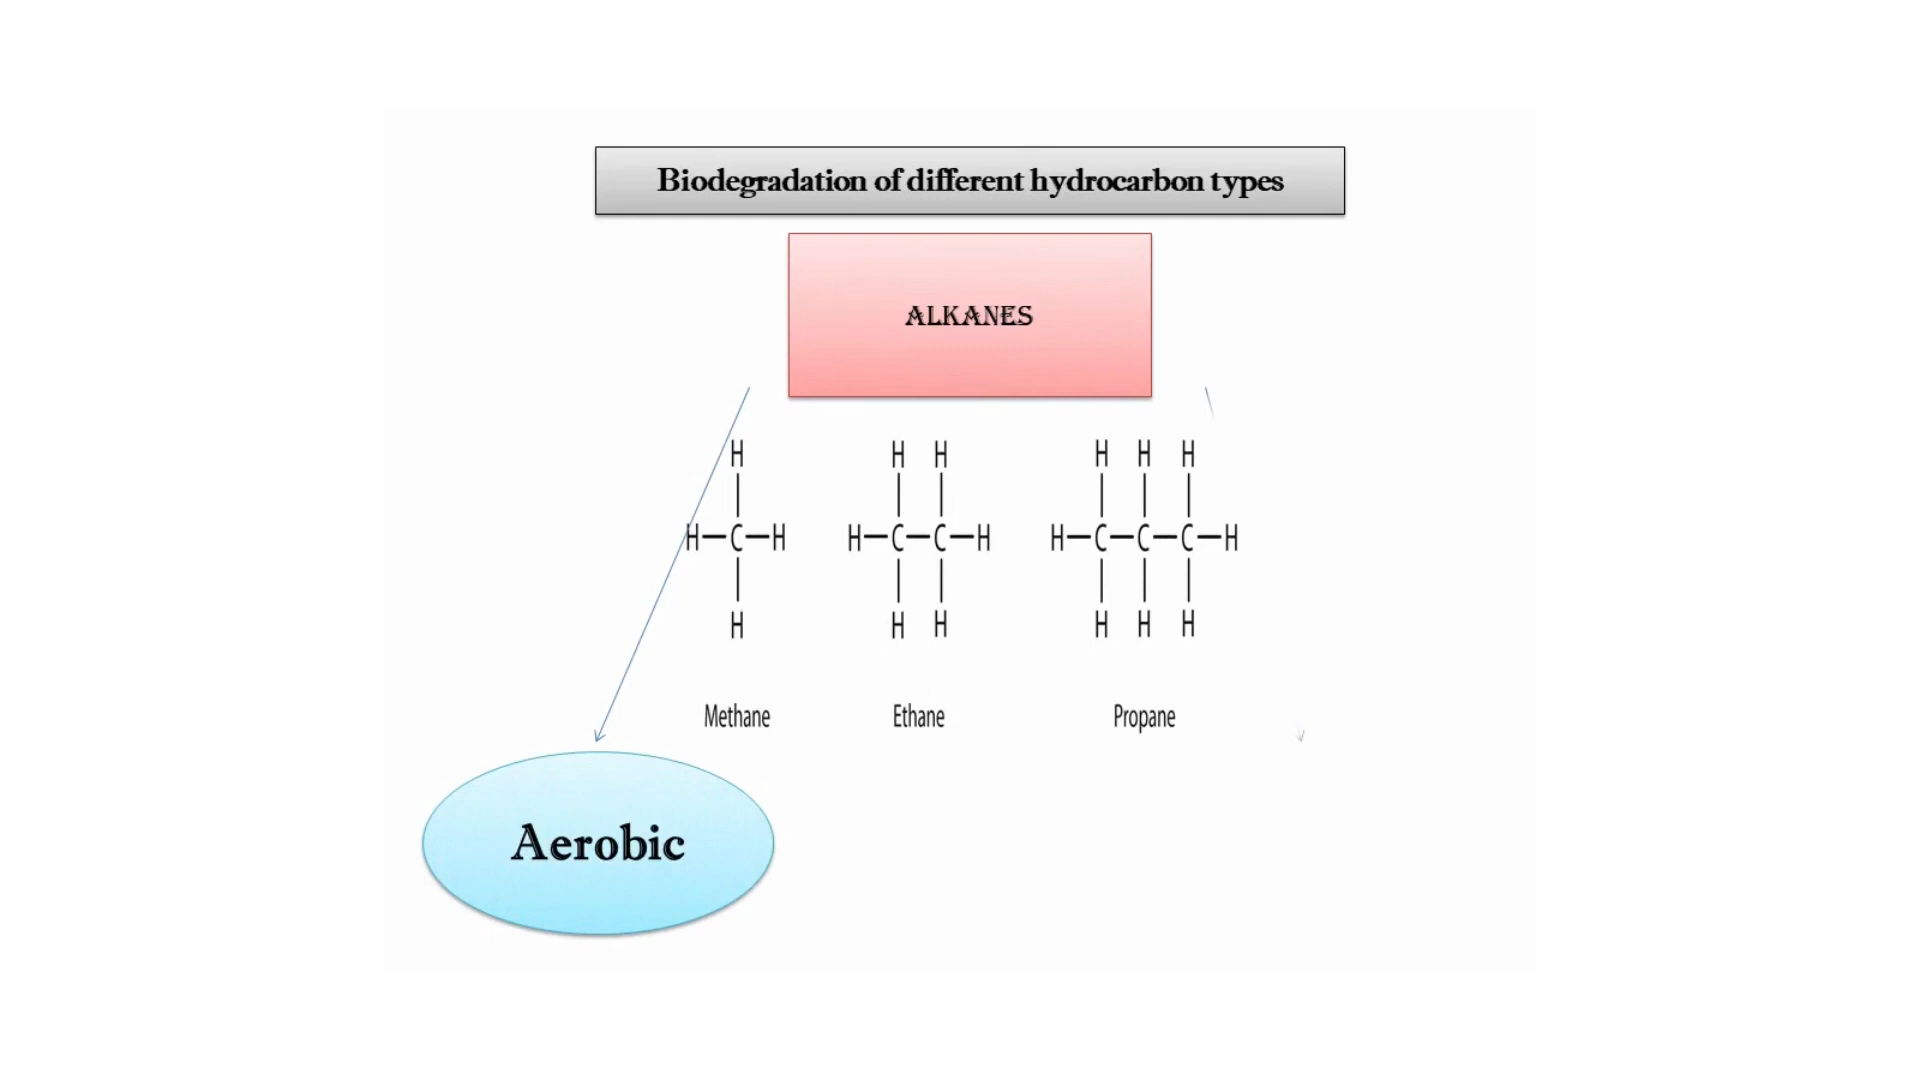 Biodegradation of different hydrocarbon types
ALKANES
H H H H H H
H C H H C C H H C C C H
H H H H H H
Methane Ethane Propane
Aerobic